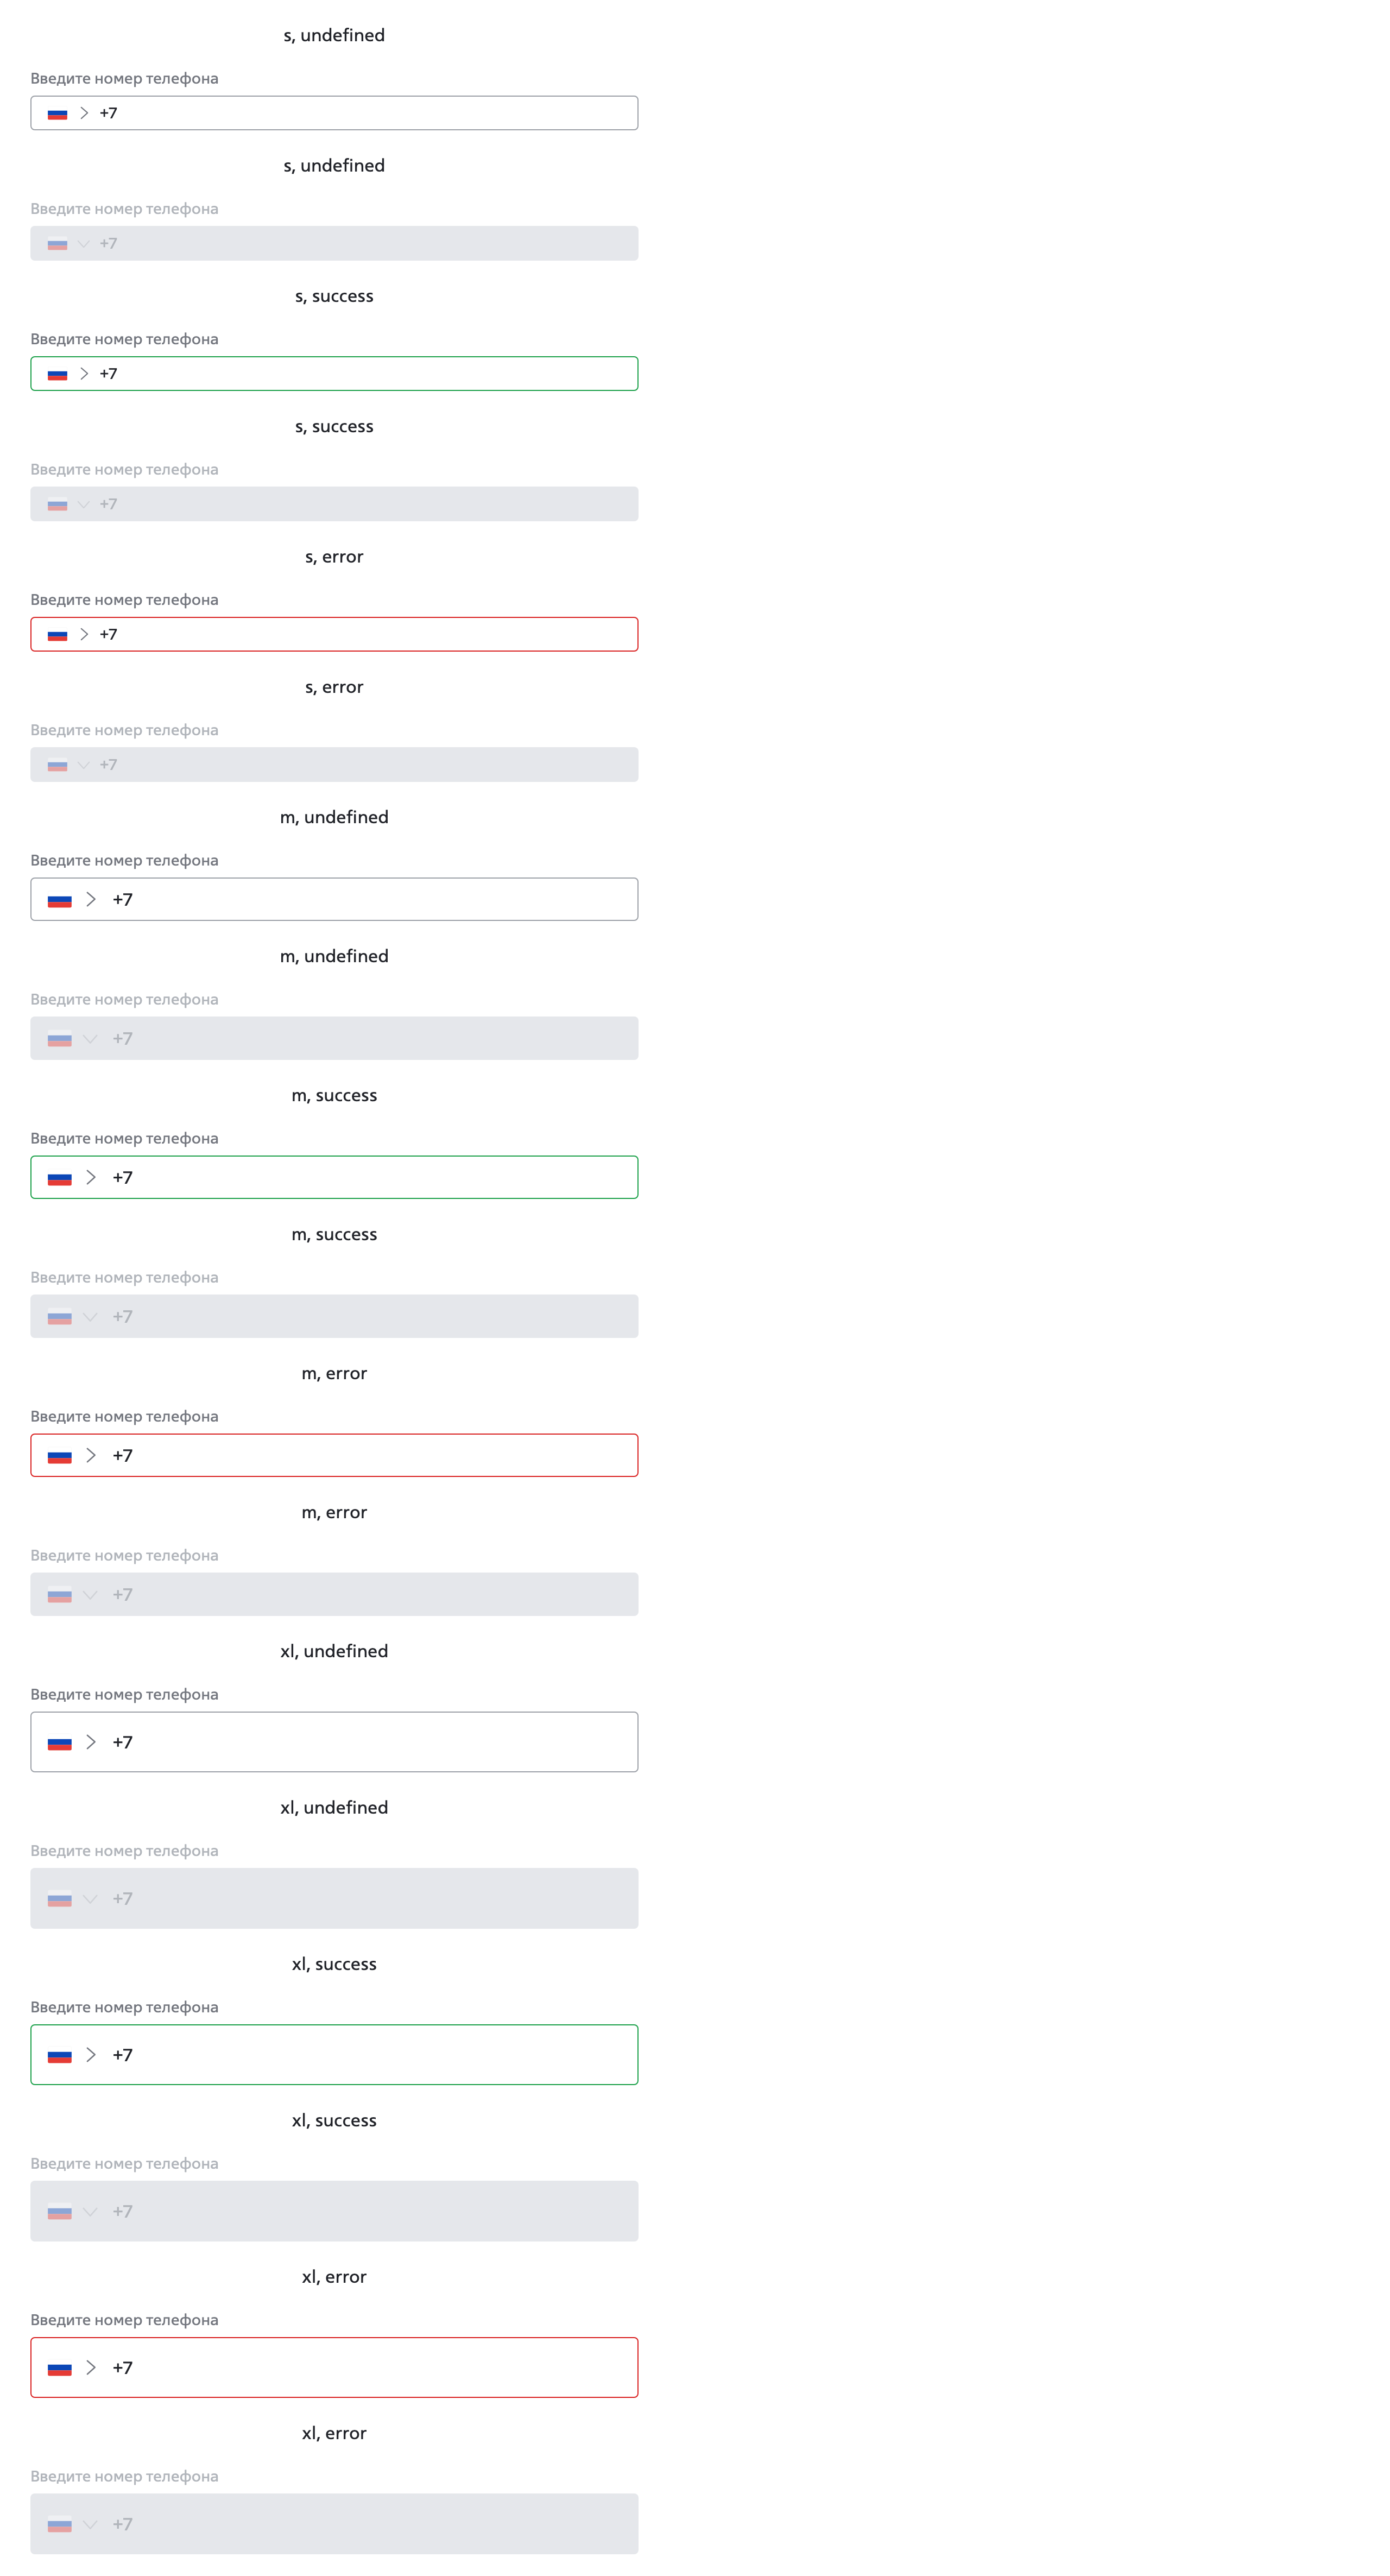 s, undefined
Введите номер телефона
+7
s, undefined
Введите номер телефона
+7
s, success
Введите номер телефона
+7
s, success
Введите номер телефона
+7
s, error
Введите номер телефона
+7
s, error
Введите номер телефона
+7
m, undefined
Введите номер телефона
+7
m, undefined
Введите номер телефона
+7
m, success
Введите номер телефона
+7
m, success
Введите номер телефона
+7
m, error
Введите номер телефона
+7
m, error
Введите номер телефона
+7
xl, undefined
Введите номер телефона
+7
xl, undefined
Введите номер телефона
+7
xl, success
Введите номер телефона
+7
xl, success
Введите номер телефона
+7
xl, error
Введите номер телефона
+7
xl, error
Введите номер телефона
+7